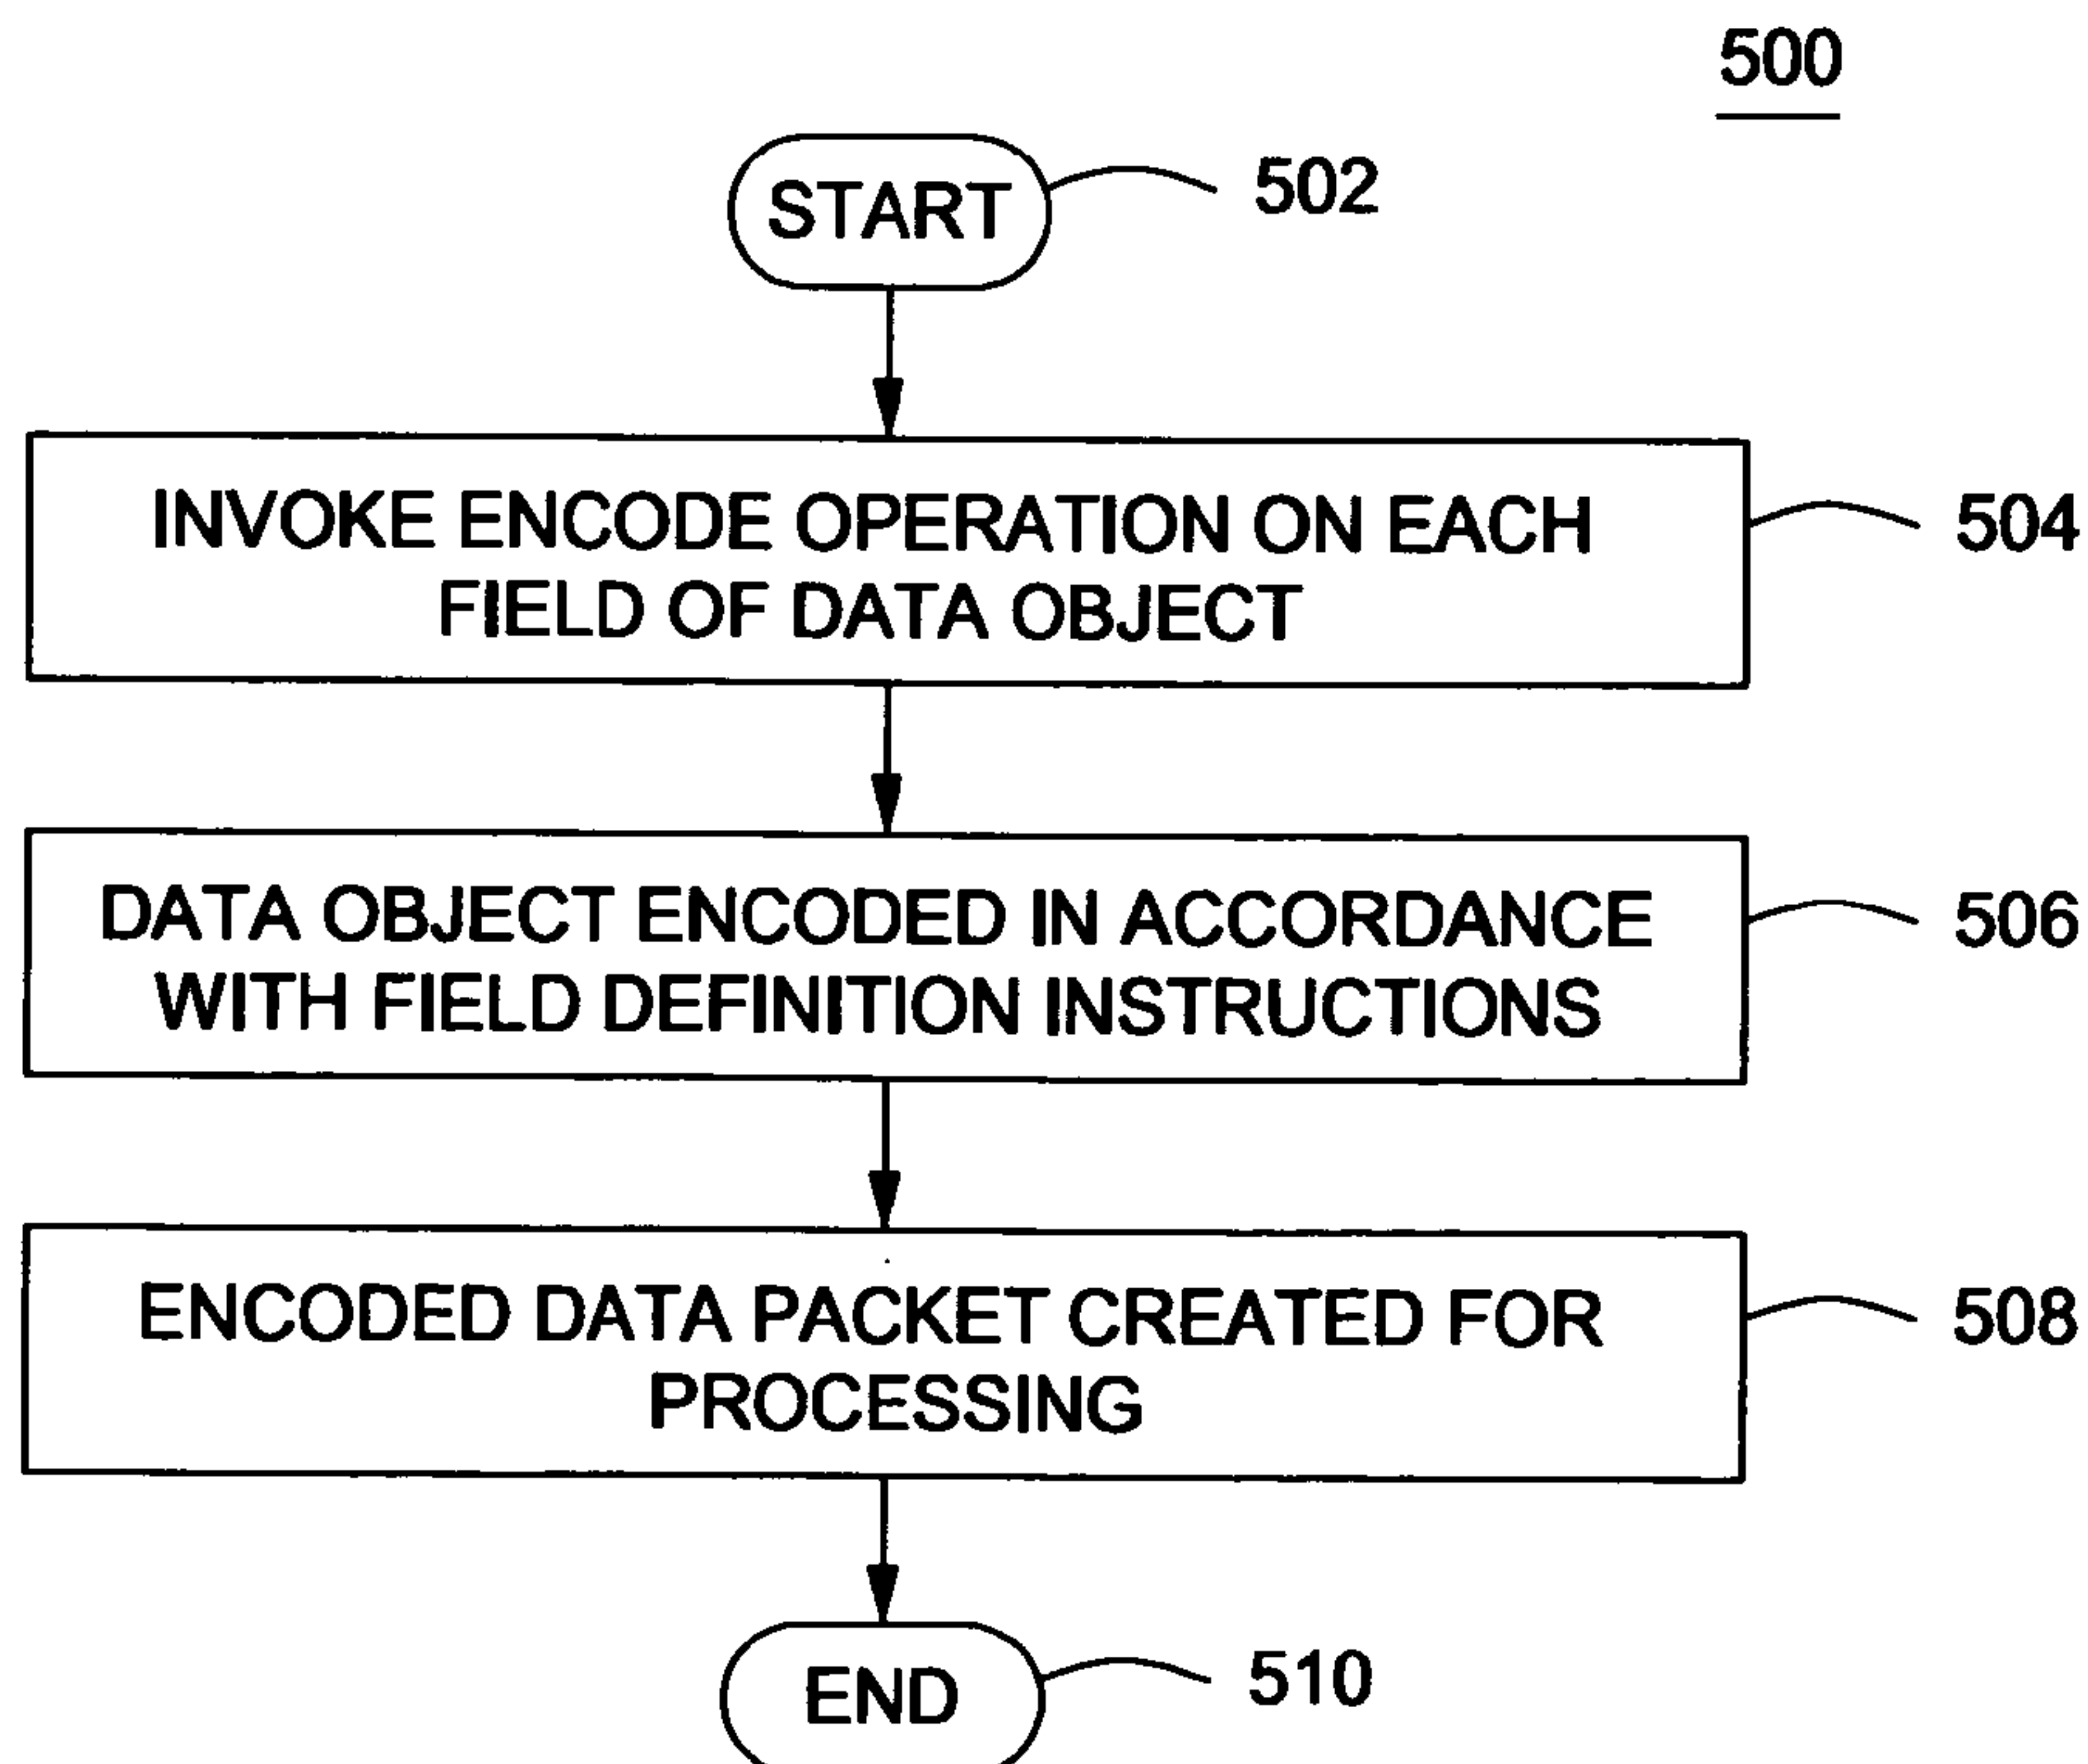 500
START
502
INVOKE ENCODE OPERATION ON EACH
FIELD OF DATA OBJECT
504
DATA OBJECT ENCODED IN ACCORDANCE
WITH FIELD DEFINITION INSTRUCTIONS
506
ENCODED DATA PACKET CREATED FOR
PROCESSING
508
END
510